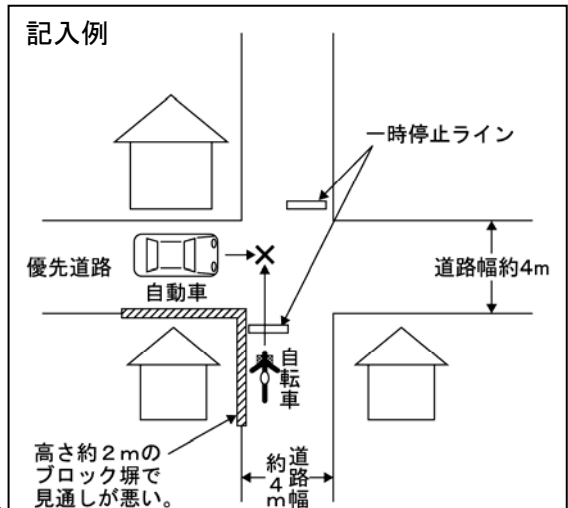 記入例
一時停止ライン
優先道路
自動車
道路幅約4m
自転車
高さ約2mの
ブロック塀で
見通しが悪い。
道路幅
約4m